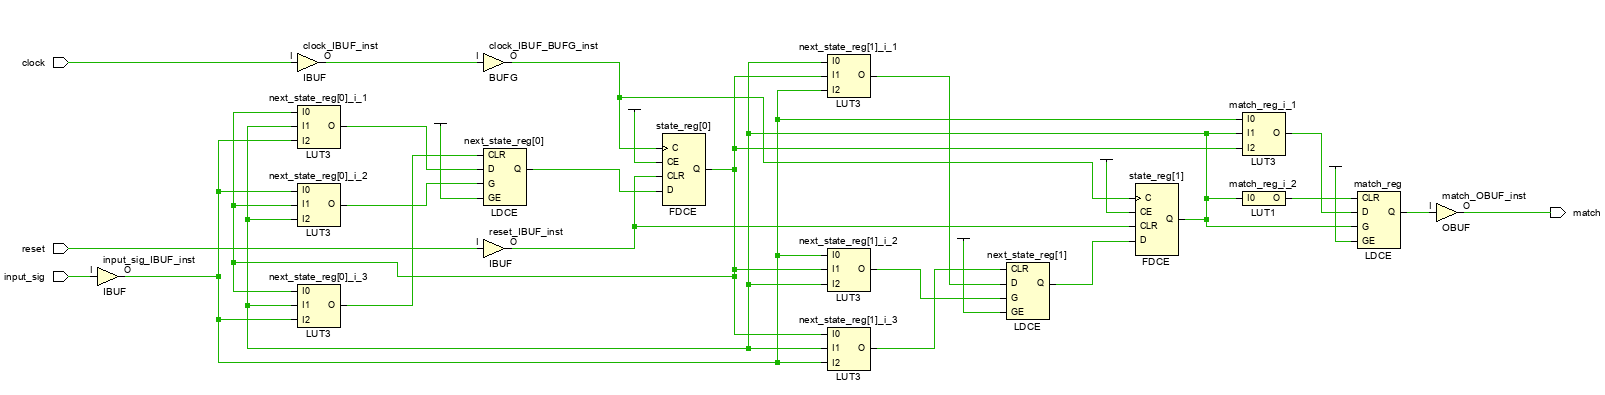 clock
I
clock_IBUF_inst
O
IBUF
I
clock_IBUF_BUFG_inst
O
BUFG
next_state_reg[0]_i_1
I0
I1
I2
O
LUT3
next_state_reg[0]_i_2
I0
I1
I2
O
LUT3
reset
I
reset_IBUF_inst
O
IBUF
input_sig
I
input_sig_IBUF_inst
O
IBUF
next_state_reg[0]_i_3
I0
I1
I2
O
LUT3
next_state_reg[0]
CLR
D
G
GE
Q
LDCE
state_reg[0]
C
CE
CLR
D
Q
FDCE
next_state_reg[1]_i_1
I0
I1
I2
O
LUT3
next_state_reg[1]_i_2
I0
I1
I2
O
LUT3
next_state_reg[1]_i_3
I0
I1
I2
O
LUT3
next_state_reg[1]
CLR
D
G
GE
Q
LDCE
state_reg[1]
C
CE
CLR
D
Q
FDCE
match_reg_i_1
I0
I1
I2
O
LUT3
match_reg_i_2
I0
O
LUT1
match_reg
CLR
D
G
GE
Q
LDCE
I
match_OBUF_inst
O
OBUF
match